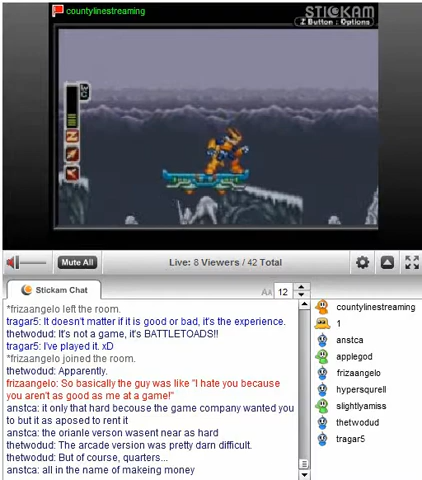 countylinestreaming
STICKAM
Z Button : Options
Z
Mute All
Live: 8 Viewers / 42 Total
Stickam Chat
AA 12
*frizaangelo left the room.
tragar5: It doesn't matter if it is good or bad, it's the experience.
thetwodud: It's not a game, it's BATTLETOADS!!
tragar5: I've played it. xD
*frizaangelo joined the room.
thetwodud: Apparently.
frizaangelo: So basically the guy was like "I hate you because
you aren't as good as me at a game!"
anstca: it only that hard becouse the game company wanted you
to but it as aposed to rent it
anstca: the orianle verson wasent near as hard
thetwodud: The arcade version was pretty darn difficult.
thetwodud: But of course, quarters...
anstca: all in the name of makeing money
countylinestreaming
1
anstca
applegod
frizaangelo
hypersqurell
slightlyamiss
thetwodud
tragar5